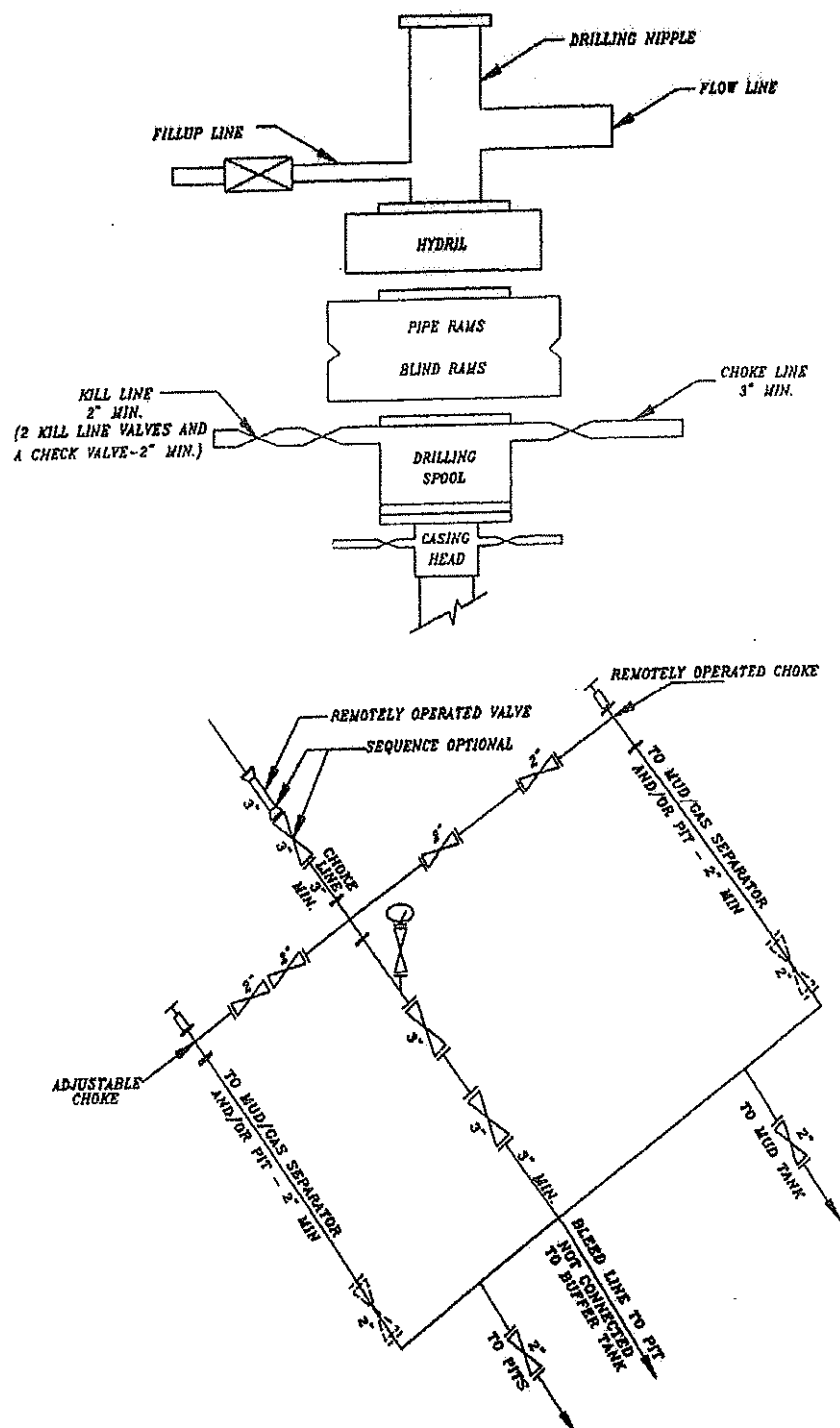 DRILLING NIPPLE
FLOW LINE
FILLUP LINE
HYDRIL
PIPE RAMS
BLIND RAMS
KILL LINE
2" MIN.
(2 KILL LINE VALVES AND
A CHECK VALVE-2" MIN.)
CHOKE LINE
3" MIN.
DRILLING
SPOOL
CASING
HEAD
REMOTELY OPERATED CHOKE
REMOTELY OPERATED VALVE
SEQUENCE OPTIONAL
3"
3"
CHOKE
LINE
3"
MIN.
2"
2"
TO MUD/GAS SEPARATOR
AND/OR PIT - 2" MIN
2"
2"
2"
ADJUSTABLE
CHOKE
TO MUD/GAS SEPARATOR
AND/OR PIT - 2" MIN
2"
3"
3"
3" MIN.
BLEED LINE TO PIT
NOT CONNECTED
TO BUFFER TANK
2"
TO MUD TANK
2"
TO PITS